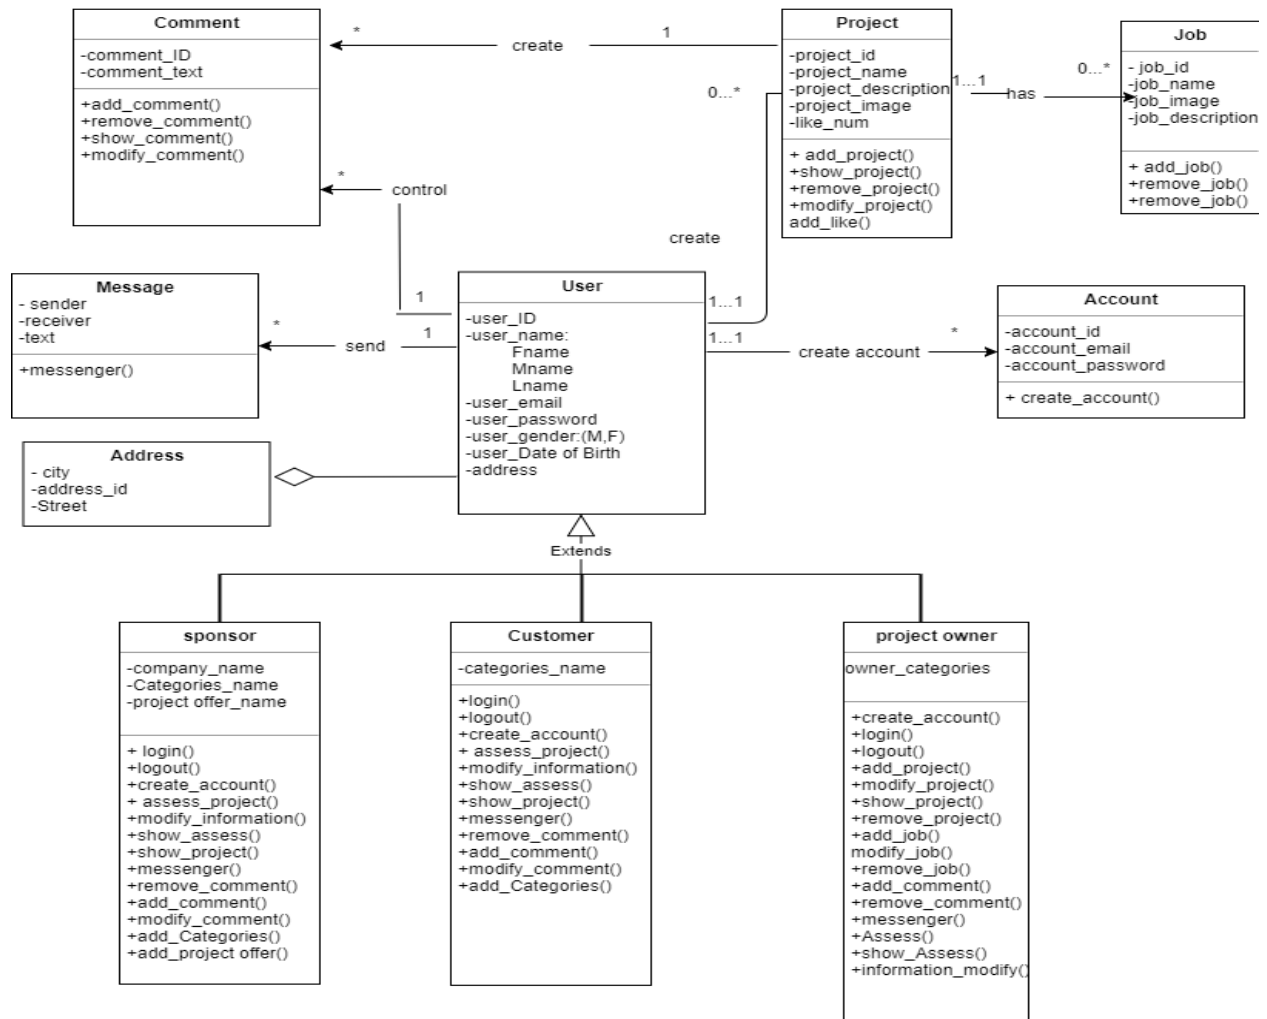 Comment
-comment_ID
-comment_text
+add_comment()
+remove_comment()
+show_comment()
+modify_comment()
*
create
1
Project
-project_id
-project_name
-project_description
-project_image
-like_num
+ add_project()
+show_project()
+remove_project()
+modify_project()
add_like()
1...1
has
0...*
Job
- job_id
-job_name
-job_image
-job_description
+ add_job()
+remove_job()
+remove_job()
*
control
1
0...*
create
1...1
Message
- sender
-receiver
-text
+messenger()
*
send
1
User
-user_ID
-user_name:
Fname
Mname
Lname
-user_email
-user_password
-user_gender:(M,F)
-user_Date of Birth
-address
1...1
create account
*
Account
-account_id
-account_email
-account_password
+ create_account()
Address
- city
-address_id
-Street
Extends
sponsor
-company_name
-Categories_name
-project offer_name
+ login()
+logout()
+create_account()
+ assess_project()
+modify_information()
+show_assess()
+show_project()
+messenger()
+remove_comment()
+add_comment()
+modify_comment()
+add_Categories()
+add_project offer()
Customer
-categories_name
+login()
+logout()
+create_account()
+ assess_project()
+modify_information()
+show_assess()
+show_project()
+messenger()
+remove_comment()
+add_comment()
+modify_comment()
+add_Categories()
project owner
owner_categories
+create_account()
+login()
+logout()
+add_project()
+modify_project()
+show_project()
+remove_project()
+add_job()
modify_job()
+remove_job()
+add_comment()
+remove_comment()
+messenger()
+Assess()
+show_Assess()
+information_modify()